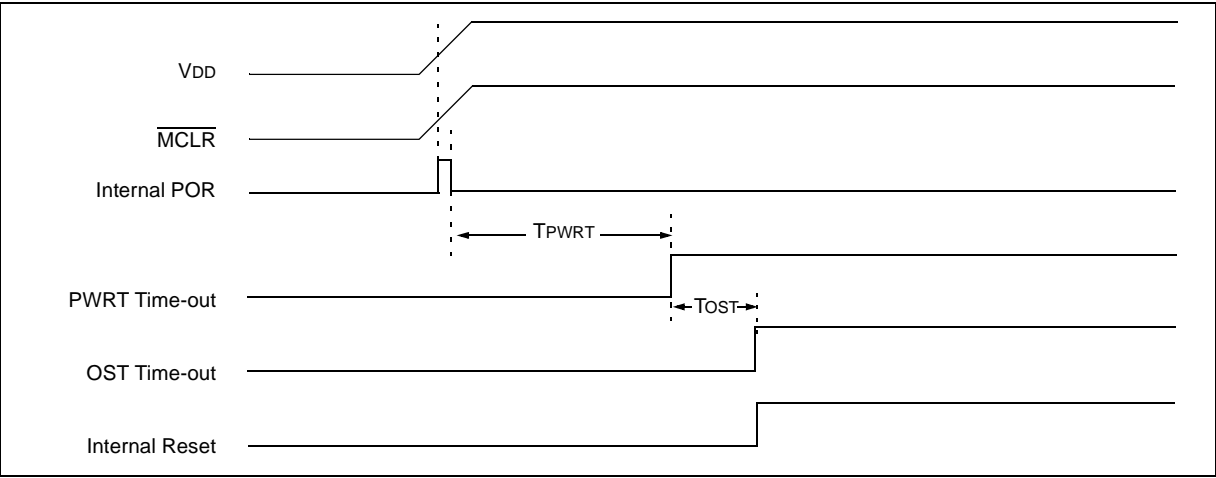 VDD
MCLR
Internal POR
TPWRT
PWRT Time-out
TOST
OST Time-out
Internal Reset